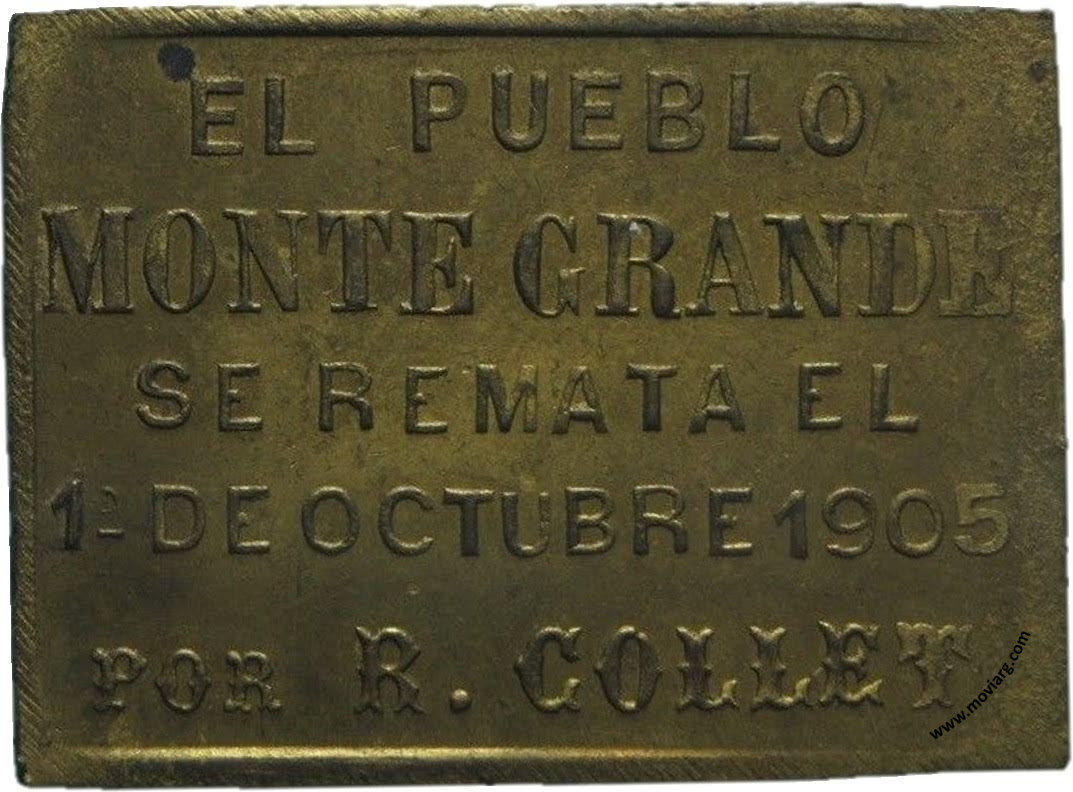 EL PUEBLO
MONTE GRANDE
SE REMATA EL
1º DE OCTUBRE 1905
POR R. COLLET
www.moviarg.com